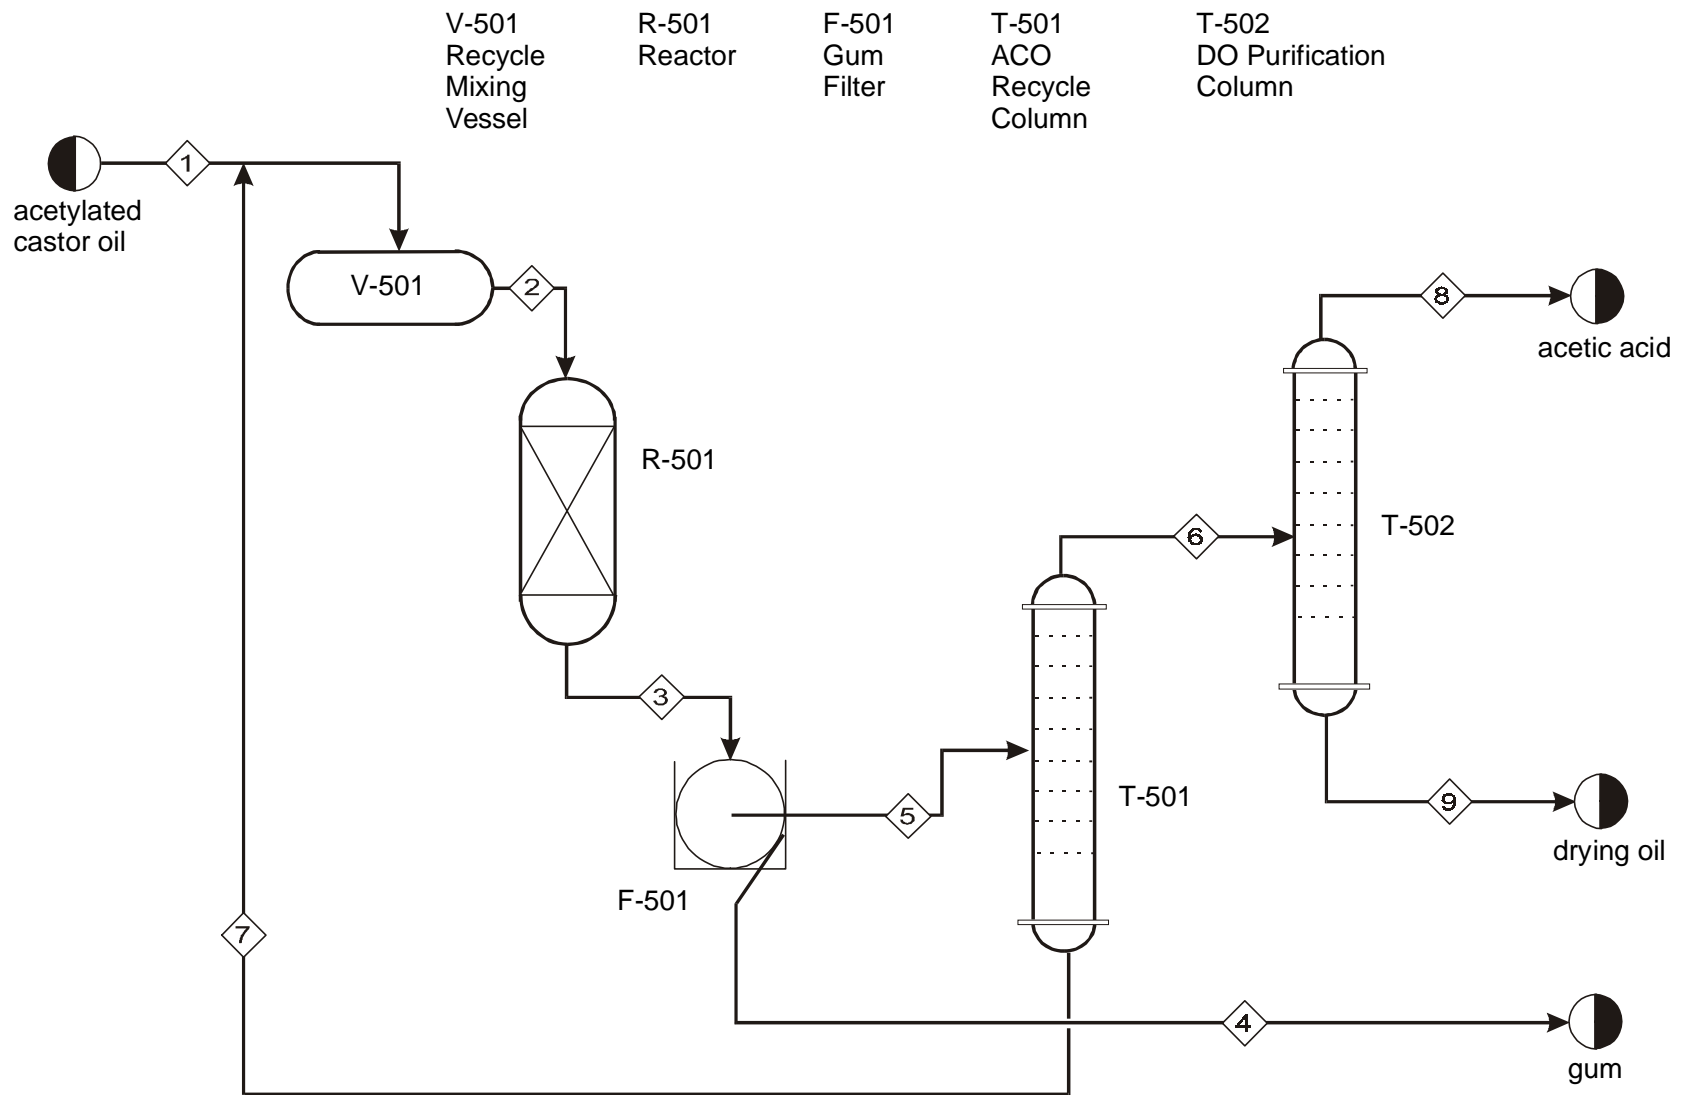 V-501
Recycle
Mixing
Vessel
R-501
Reactor
F-501
Gum
Filter
T-501
ACO
Recycle
Column
T-502
DO Purification
Column
1
acetylated
castor oil
V-501
2
8
acetic acid
R-501
6
T-502
3
5
T-501
9
drying oil
F-501
7
4
gum